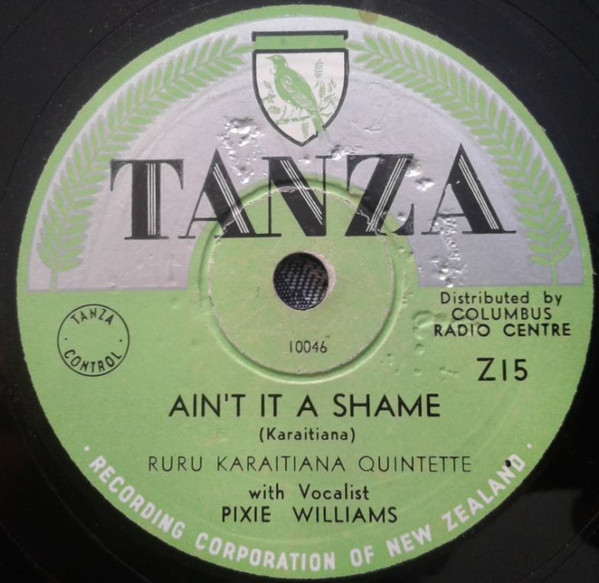 TANZA
Distributed by
COLUMBUS
RADIO CENTRE
TANZA
CONTROL
10046
Z15
AIN'T IT A SHAME
(Karaitiana)
RURU KARAITIANA QUINTETTE
with Vocalist
PIXIE WILLIAMS
· RECORDING CORPORATION OF NEW ZEALAND ·